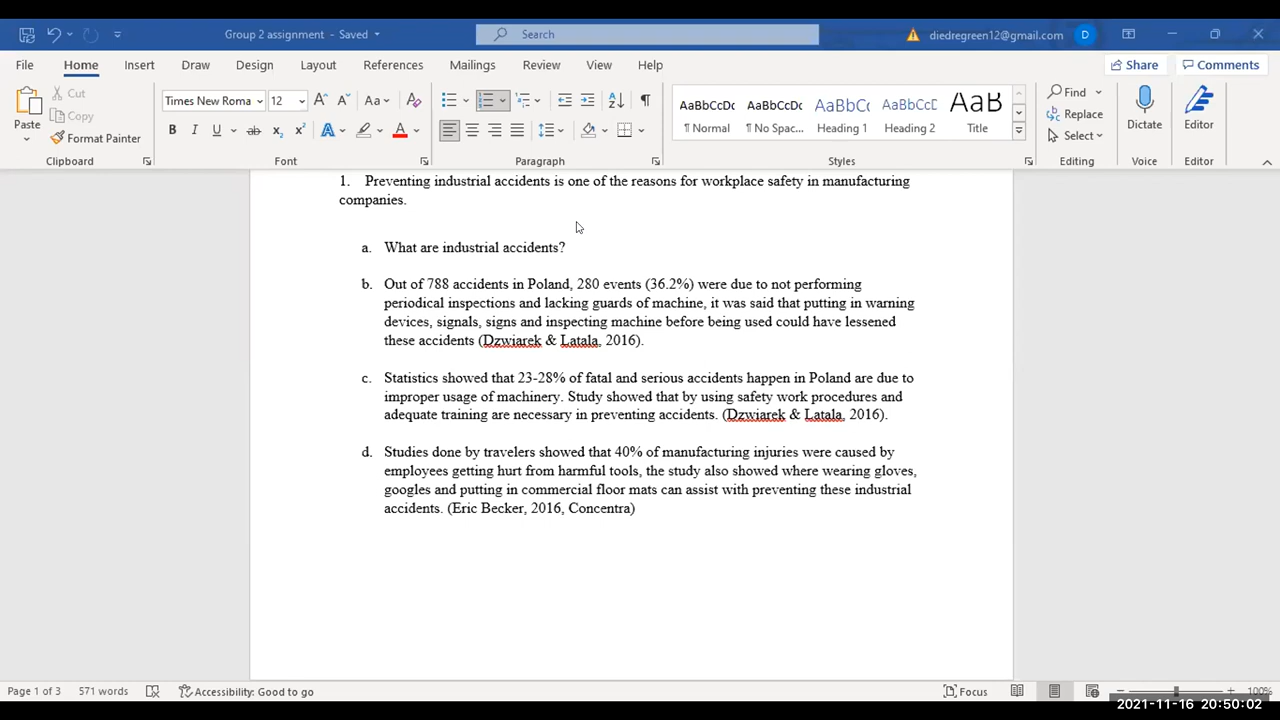 Group 2 assignment - Saved
Search
diedregreen12@gmail.com
D
File Home Insert Draw Design Layout References Mailings Review View Help
Share Comments
Paste
Cut
Copy
Format Painter
Times New Roma 12
Aa
AaBbCcDc AaBbCcDc AaBbCc AaBbCcD AaB
¶ Normal ¶ No Spac... Heading 1 Heading 2 Title
Find
Replace
Select
Dictate
Editor
Clipboard Font Paragraph Styles Editing Voice Editor
1. Preventing industrial accidents is one of the reasons for workplace safety in manufacturing
companies.
a. What are industrial accidents?
b. Out of 788 accidents in Poland, 280 events (36.2%) were due to not performing
periodical inspections and lacking guards of machine, it was said that putting in warning
devices, signals, signs and inspecting machine before being used could have lessened
these accidents (Dzwiarek & Latala, 2016).
c. Statistics showed that 23-28% of fatal and serious accidents happen in Poland are due to
improper usage of machinery. Study showed that by using safety work procedures and
adequate training are necessary in preventing accidents. (Dzwiarek & Latala, 2016).
d. Studies done by travelers showed that 40% of manufacturing injuries were caused by
employees getting hurt from harmful tools, the study also showed where wearing gloves,
googles and putting in commercial floor mats can assist with preventing these industrial
accidents. (Eric Becker, 2016, Concentra)
Page 1 of 3 571 words Accessibility: Good to go Focus 100%
2021-11-16 20:50:02